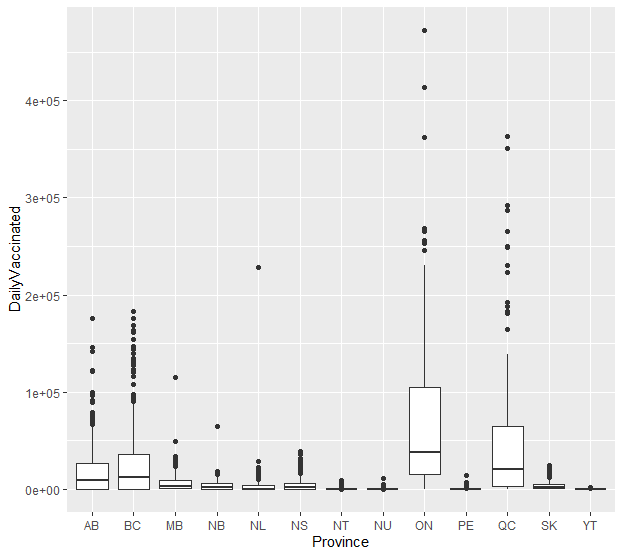 DailyVaccinated
4e+05
3e+05
2e+05
1e+05
0e+00
AB BC MB NB NL NS NT NU ON PE QC SK YT
Province